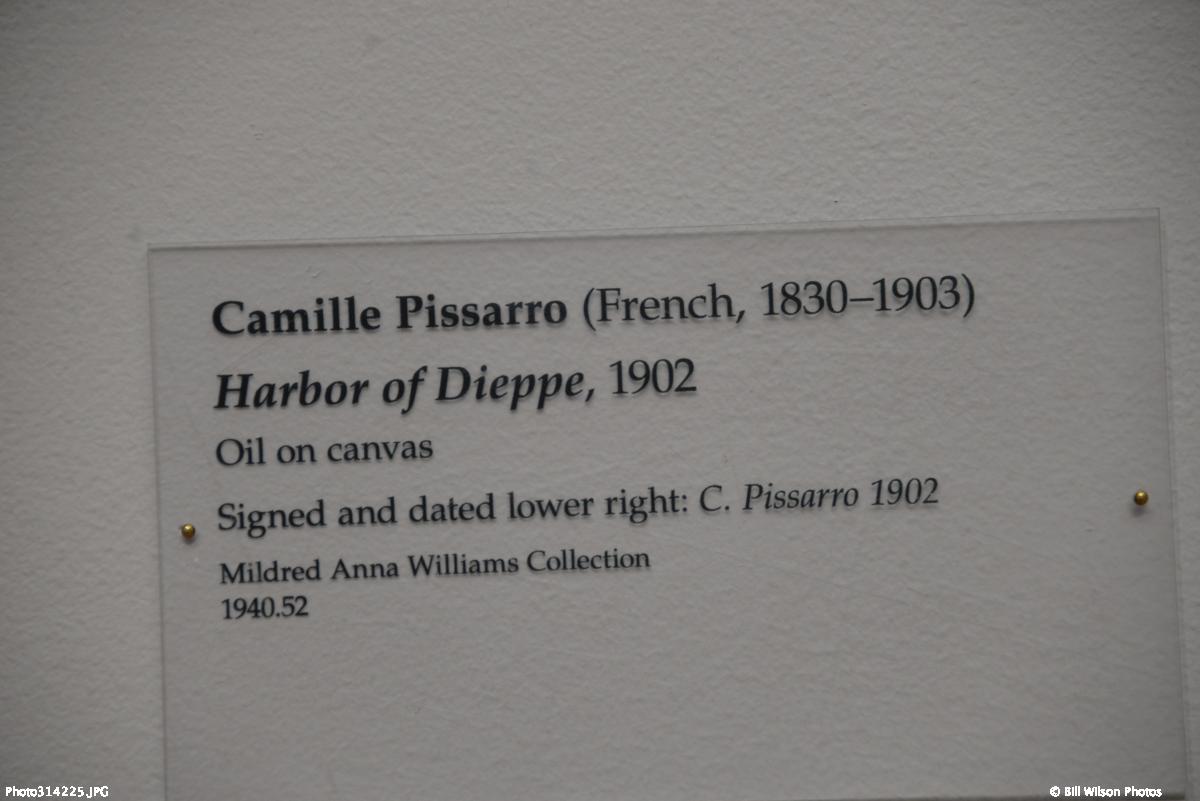 Camille Pissarro (French, 1830–1903)
Harbor of Dieppe, 1902
Oil on canvas
Signed and dated lower right: C. Pissarro 1902
Mildred Anna Williams Collection
1940.52
Photo314225.JPG
© Bill Wilson Photos